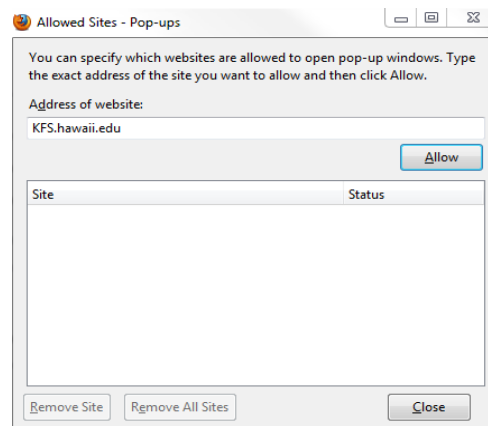 Allowed Sites - Pop-ups
You can specify which websites are allowed to open pop-up windows. Type
the exact address of the site you want to allow and then click Allow.
Address of website:
KFS.hawaii.edu
Allow
Site Status
Remove Site Remove All Sites Close